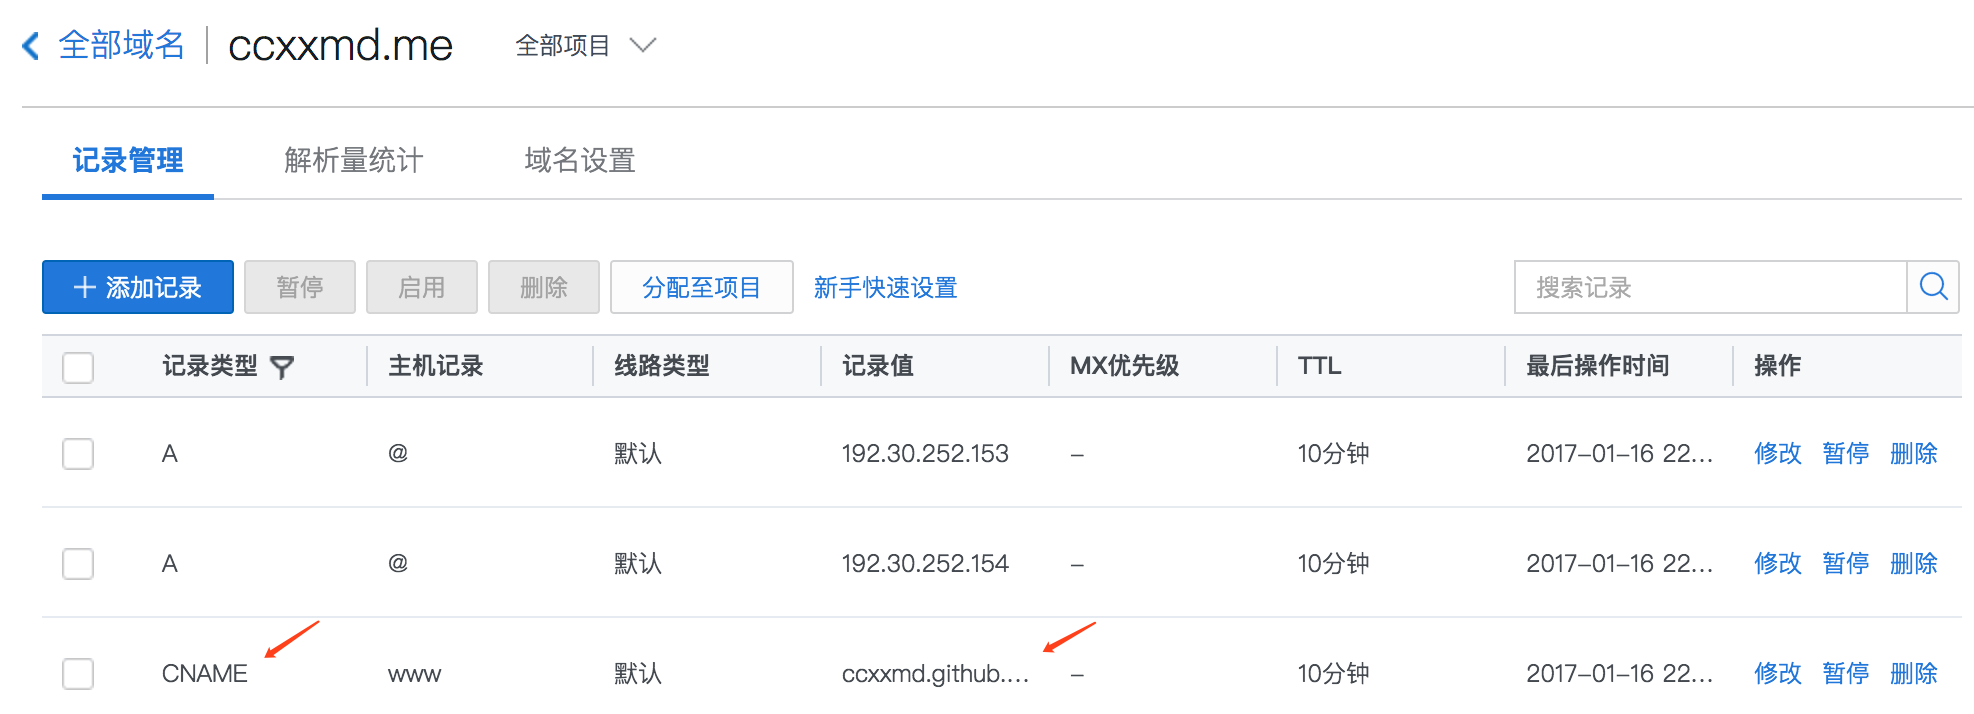 全部域名 ccxxmd.me 全部项目
记录管理 解析量统计 域名设置
添加记录 暂停 启用 删除 分配至项目 新手快速设置 搜索记录
记录类型 主机记录 线路类型 记录值 MX优先级 TTL 最后操作时间 操作
A @ 默认 192.30.252.153 – 10分钟 2017–01–16 22... 修改 暂停 删除
A @ 默认 192.30.252.154 – 10分钟 2017–01–16 22... 修改 暂停 删除
CNAME www 默认 ccxxmd.github.... – 10分钟 2017–01–16 22... 修改 暂停 删除